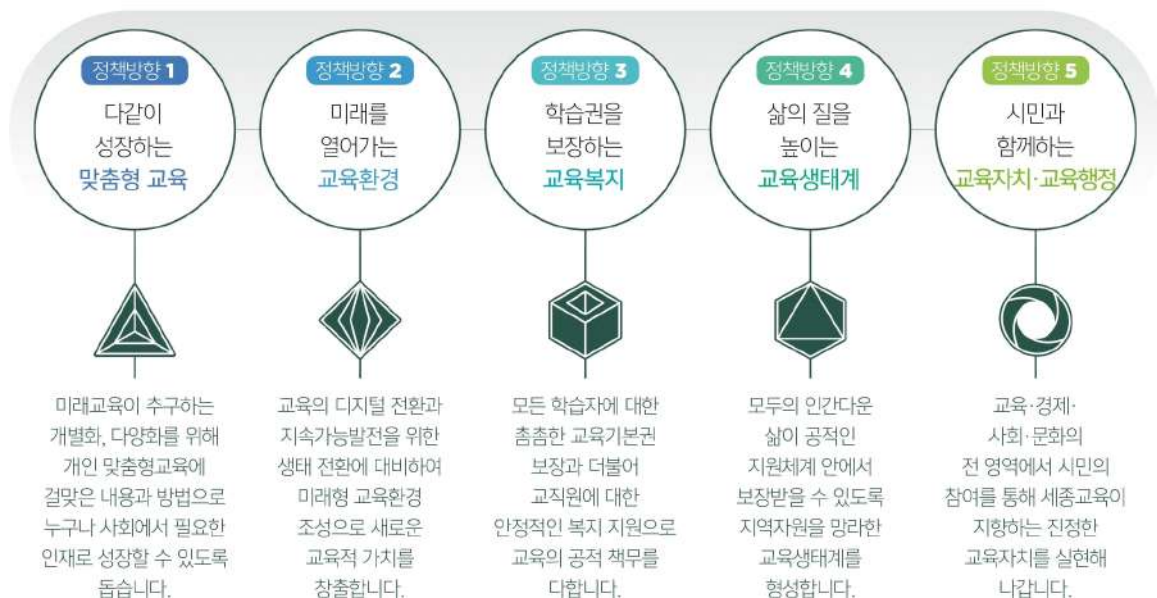 정책방향 1
다같이
성장하는
맞춤형 교육
미래교육이 추구하는
개별화, 다양화를 위해
개인 맞춤형교육에
걸맞은 내용과 방법으로
누구나 사회에서 필요한
인재로 성장할 수 있도록
돕습니다.
정책방향 2
미래를
열어가는
교육환경
교육의 디지털 전환과
지속가능발전을 위한
생태 전환에 대비하여
미래형 교육환경
조성으로 새로운
교육적 가치를
창출합니다.
정책방향 3
학습권을
보장하는
교육복지
모든 학습자에 대한
촘촘한 교육기본권
보장과 더불어
교직원에 대한
안정적인 복지 지원으로
교육의 공적 책무를
다합니다.
정책방향 4
삶의 질을
높이는
교육생태계
모두의 인간다운
삶이 공적인
지원체계 안에서
보장받을 수 있도록
지역자원을 망라한
교육생태계를
형성합니다.
정책방향 5
시민과
함께하는
교육자치·교육행정
교육·경제·
사회·문화의
전 영역에서 시민의
참여를 통해 세종교육이
지향하는 진정한
교육자치를 실현해
나갑니다.